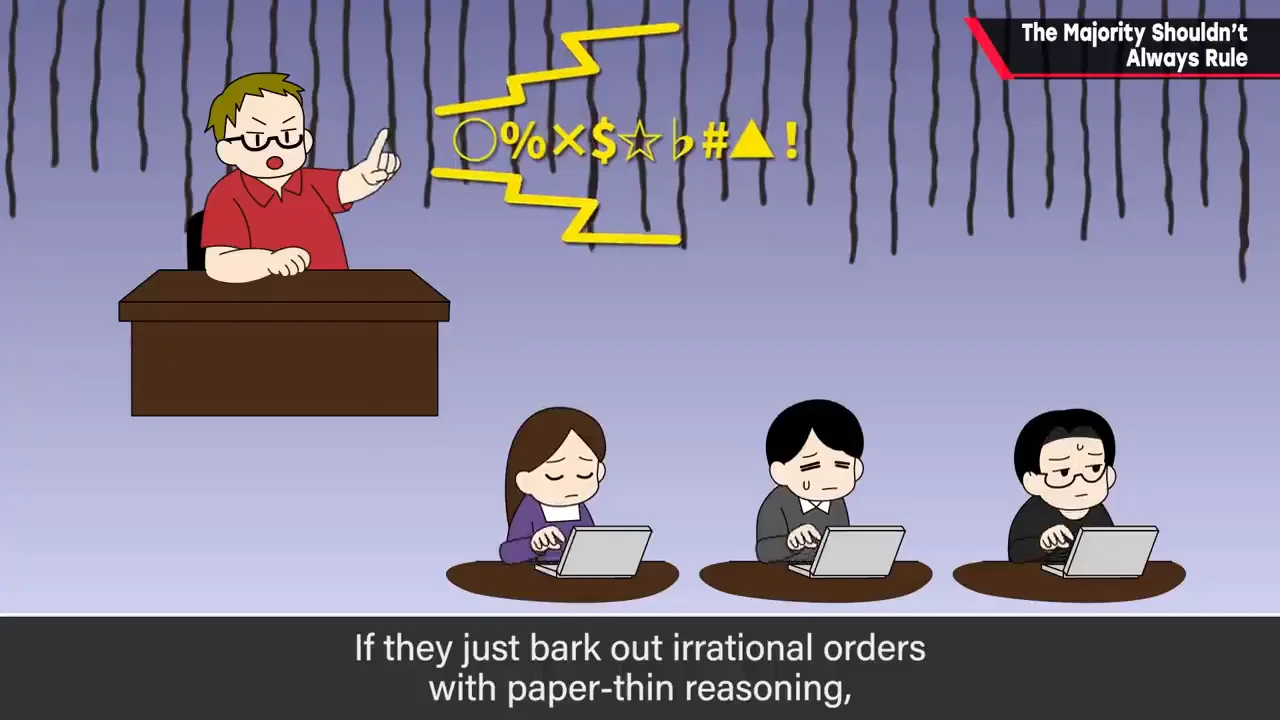 The Majority Shouldn't
Always Rule
○%×$☆♭#▲!
If they just bark out irrational orders
with paper-thin reasoning,